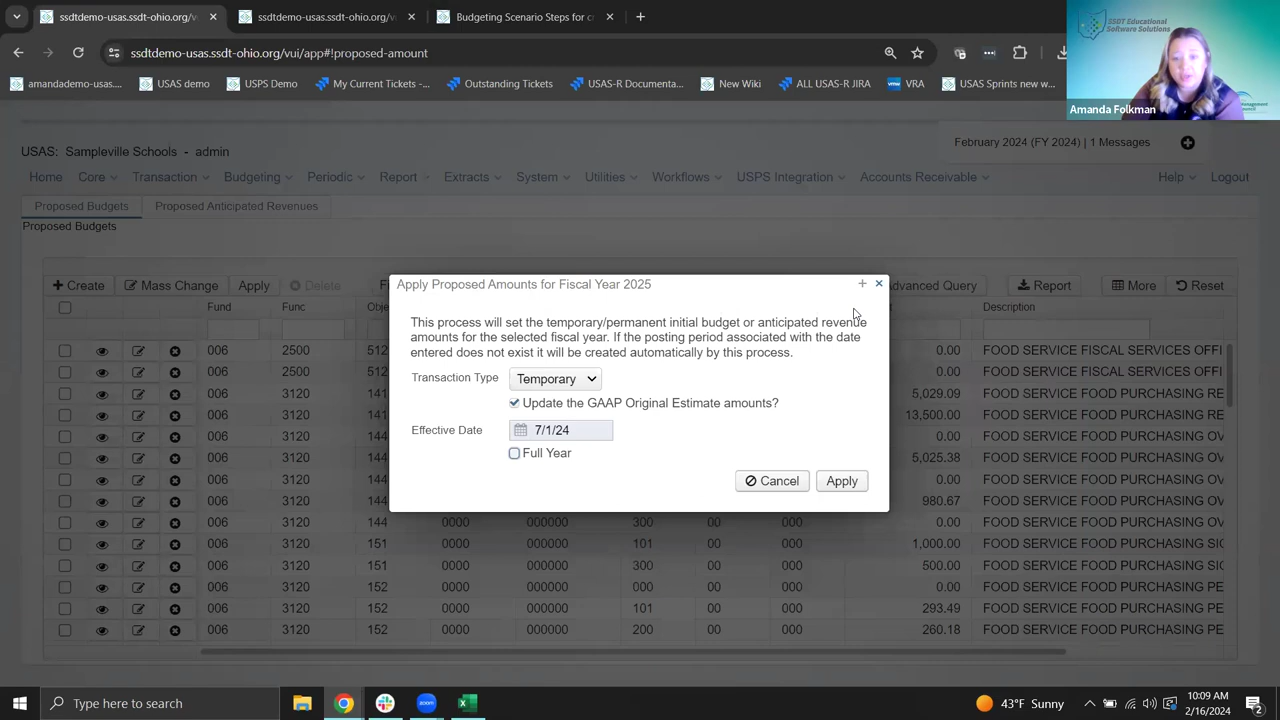 ssdtdemo-usas.ssdt-ohio.org/v
ssdtdemo-usas.ssdt-ohio.org/v
Budgeting Scenario Steps for c
ssdtdemo-usas.ssdt-ohio.org/vui/app#!proposed-amount
amandademo-usas.ss...
USAS demo
USPS Demo
My Current Tickets -...
Outstanding Tickets
USAS-R Documenta...
New Wiki
ALL USAS-R JIRA
VRA
USAS Sprints new w...
SSDT Educational
Software Solutions
Amanda Folkman
USAS: Sampleville Schools - admin
February 2024 (FY 2024) | 1 Messages
Home Core Transaction Budgeting Periodic Report Extracts System Utilities Workflows USPS Integration Accounts Receivable Help Logout
Proposed Budgets Proposed Anticipated Revenues
Proposed Budgets
Create Mass Change Apply Delete Advanced Query Report More Reset
Fund Func Description
Apply Proposed Amounts for Fiscal Year 2025
This process will set the temporary/permanent initial budget or anticipated revenue
amounts for the selected fiscal year. If the posting period associated with the date
entered does not exist it will be created automatically by this process.
Transaction Type Temporary
Update the GAAP Original Estimate amounts?
Effective Date 7/1/24
Full Year
Cancel Apply
006 2500 512 0.00 FOOD SERVICE FISCAL SERVICES OFFI
006 2500 512 0.00 FOOD SERVICE FISCAL SERVICES OFFI
006 3120 141 5,029.09 FOOD SERVICE FOOD PURCHASING RE
006 3120 141 13,500.00 FOOD SERVICE FOOD PURCHASING RE
006 3120 144 0.00 FOOD SERVICE FOOD PURCHASING OV
006 3120 144 5,025.38 FOOD SERVICE FOOD PURCHASING OV
006 3120 144 0.00 FOOD SERVICE FOOD PURCHASING OV
006 3120 144 980.67 FOOD SERVICE FOOD PURCHASING OV
006 3120 144 0000 000000 300 00 000 0.00 FOOD SERVICE FOOD PURCHASING OV
006 3120 151 0000 000000 101 00 000 1,000.00 FOOD SERVICE FOOD PURCHASING SIC
006 3120 151 0000 000000 300 00 000 500.00 FOOD SERVICE FOOD PURCHASING SIC
006 3120 152 0000 000000 00 000 0.00 FOOD SERVICE FOOD PURCHASING PE
006 3120 152 0000 000000 101 00 000 293.49 FOOD SERVICE FOOD PURCHASING PE
006 3120 152 0000 000000 200 00 000 260.18 FOOD SERVICE FOOD PURCHASING PE
Type here to search
zoom
43°F Sunny
10:09 AM
2/16/2024
2